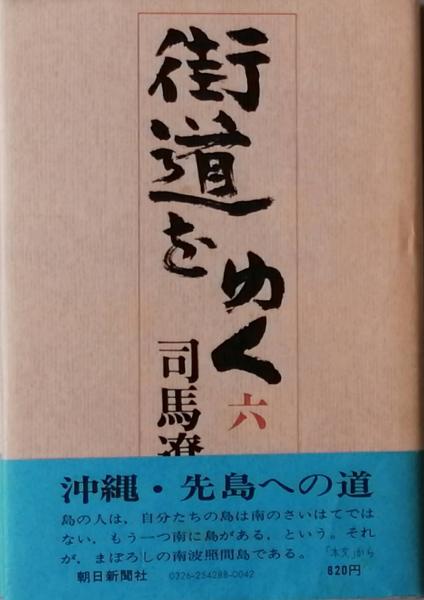 街道を
ゆく
六
司馬遼
沖縄・先島への道
島の人は，自分たちの島は南のさいはてでは
ない，もう一つ南に島がある，という。それ
が，まぼろしの南波照間島である。「本文」から
朝日新聞社 0326-254288-0042 820円